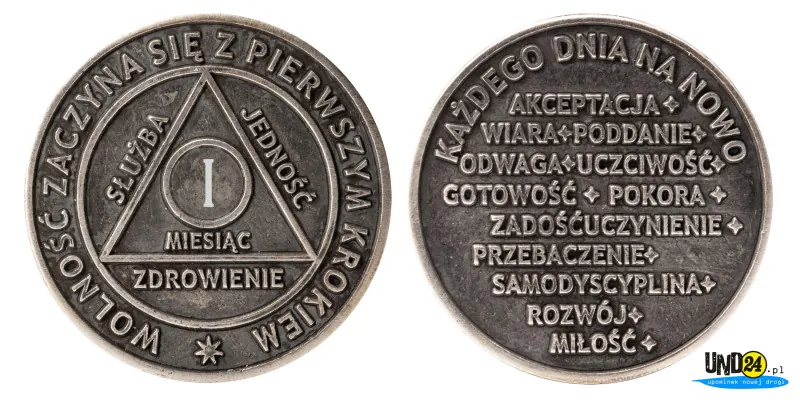 WOLNOŚĆ ZACZYNA SIĘ Z PIERWSZYM KROKIEM
SŁUŻBA
JEDNOŚĆ
I
MIESIĄC
ZDROWIENIE
KAŻDEGO DNIA NA NOWO
AKCEPTACJA
WIARA PODDANIE
ODWAGA UCZCIWOŚĆ
GOTOWOŚĆ POKORA
ZADOŚĆUCZYNIENIE
PRZEBACZENIE
SAMODYSCYPLINA
ROZWÓJ
MIŁOŚĆ
UND24.pl
upominek nowej drogi